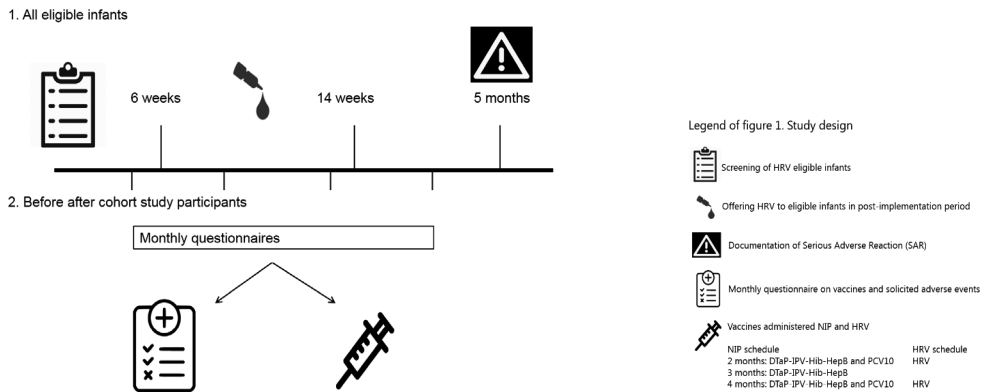 1. All eligible infants
6 weeks
14 weeks
5 months
2. Before after cohort study participants
Monthly questionnaires
Legend of figure 1. Study design
Screening of HRV eligible infants
Offering HRV to eligible infants in post-implementation period
Documentation of Serious Adverse Reaction (SAR)
Monthly questionnaire on vaccines and solicited adverse events
Vaccines administered NIP and HRV
NIP schedule HRV schedule
2 months: DTaP-IPV-Hib-HepB and PCV10 HRV
3 months: DTaP-IPV-Hib-HepB
4 months: DTaP-IPV-Hib-HepB and PCV10 HRV